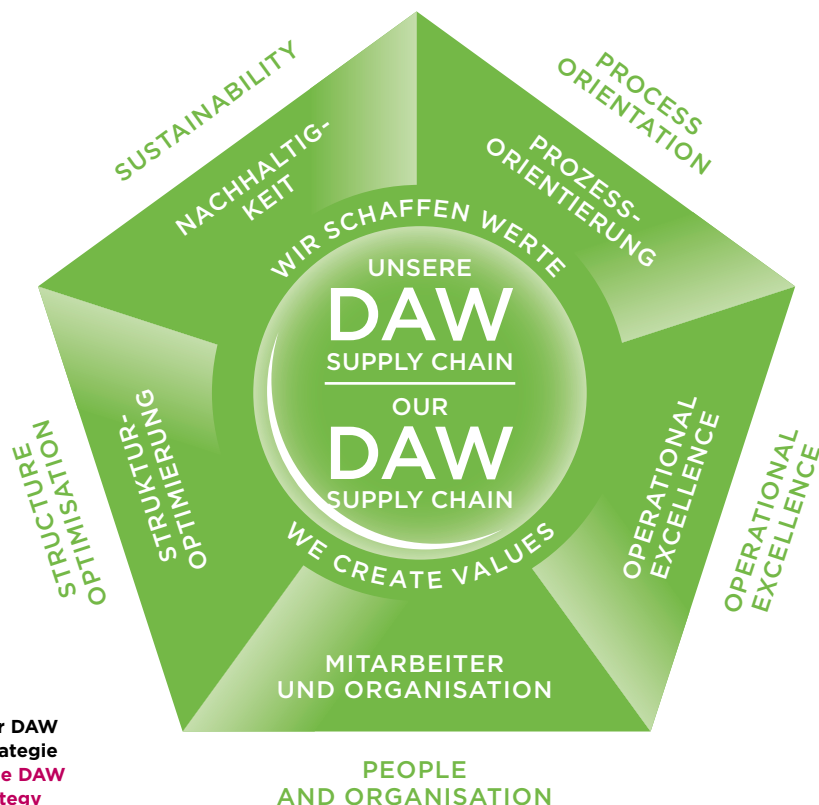 SUSTAINABILITY
NACHHALTIG-
KEIT
PROCESS
ORIENTATION
PROZESS-
ORIENTIERUNG
WIR SCHAFFEN WERTE
UNSERE
DAW
SUPPLY CHAIN
OUR
DAW
SUPPLY CHAIN
WE CREATE VALUES
STRUCTURE
OPTIMISATION
STRUKTUR-
OPTIMIERUNG
OPERATIONAL
EXCELLENCE
OPERATIONAL
EXCELLENCE
MITARBEITER
UND ORGANISATION
PEOPLE
AND ORGANISATION
DAW
DAW